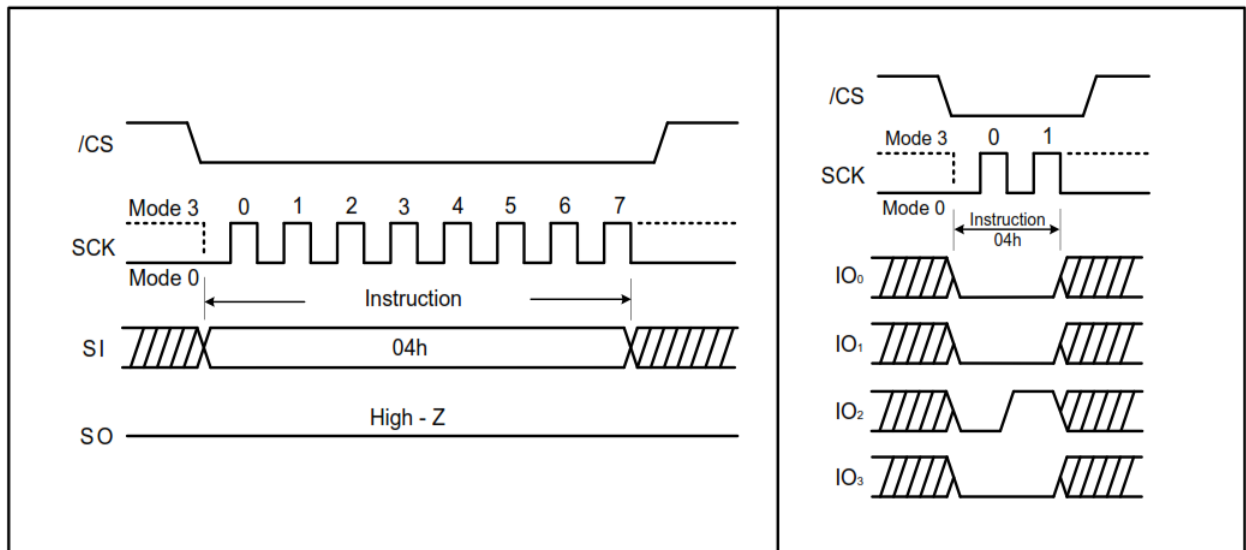 /CS
Mode 3
0 1 2 3 4 5 6 7
SCK
Mode 0
Instruction
SI
04h
High - Z
SO
/CS
Mode 3
0 1
SCK
Mode 0
Instruction
04h
IO₀
IO₁
IO₂
IO₃